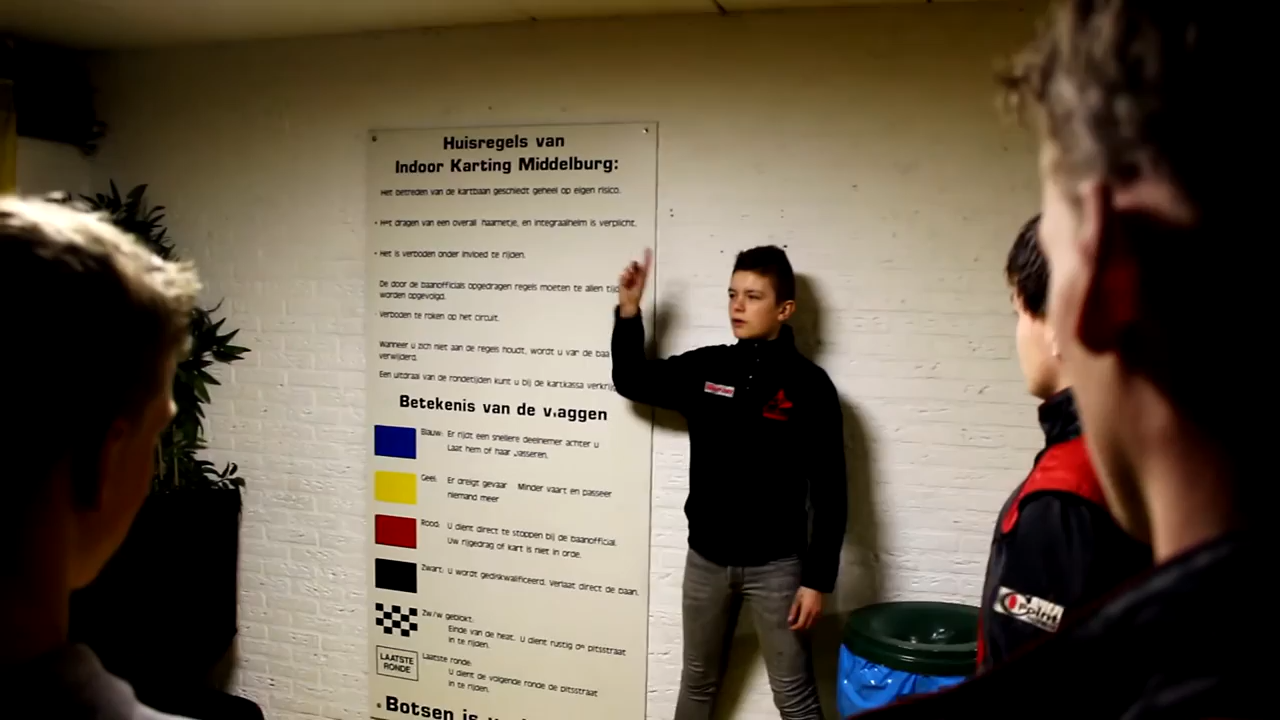 Huisregels van
Indoor Karting Middelburg:
Het betreden van de kartbaan geschiedt geheel op eigen risico.
• Het dragen van een overall haarnetje, en integraalhelm is verplicht.
• Het is verboden onder invloed te rijden.
De door de baanofficials opgedragen regels moeten te allen
worden opgevolgd.
Verboden te roken op het circuit.
Wanneer u zich niet aan de regels houdt, wordt u van de baa
verwijderd.
Een uitdraai van de rondetijden kunt u bij de kartkassa
Betekenis van de vlaggen
Blauw: Er rijdt een snellere deelnemer achter u
Laat hem of haar passeren.
Geel: Er dreigt gevaar Minder vaart en passeer
niemand meer
Rood: U dient direct te stoppen bij de baanofficial.
Uw rijgedrag of kart is niet in orde.
Zwart: U wordt gediskwalificeerd. Verlaat direct de baan.
Zw/w geblokt:
Einde van de heat. U dient rustig de pitsstraat
in te rijden.
LAATSTE
RONDE
Laatste ronde:
U dient de volgende ronde de pitsstraat
in te rijden.
Botsen is
Point